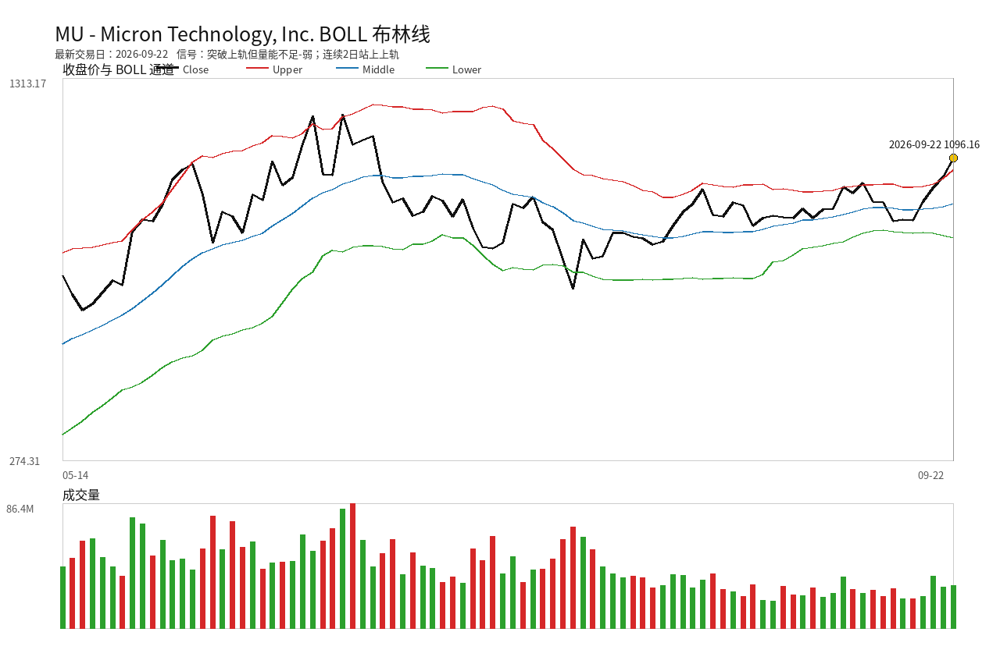 MU - Micron Technology, Inc. BOLL 布林线
最新交易日：2026-09-22 信号：突破上轨但量能不足-弱；连续2日站上上轨
收盘价与 BOLL 通道 Close Upper Middle Lower
1313.17
2026-09-22 1096.16
274.31
05-14 09-22
成交量
86.4M